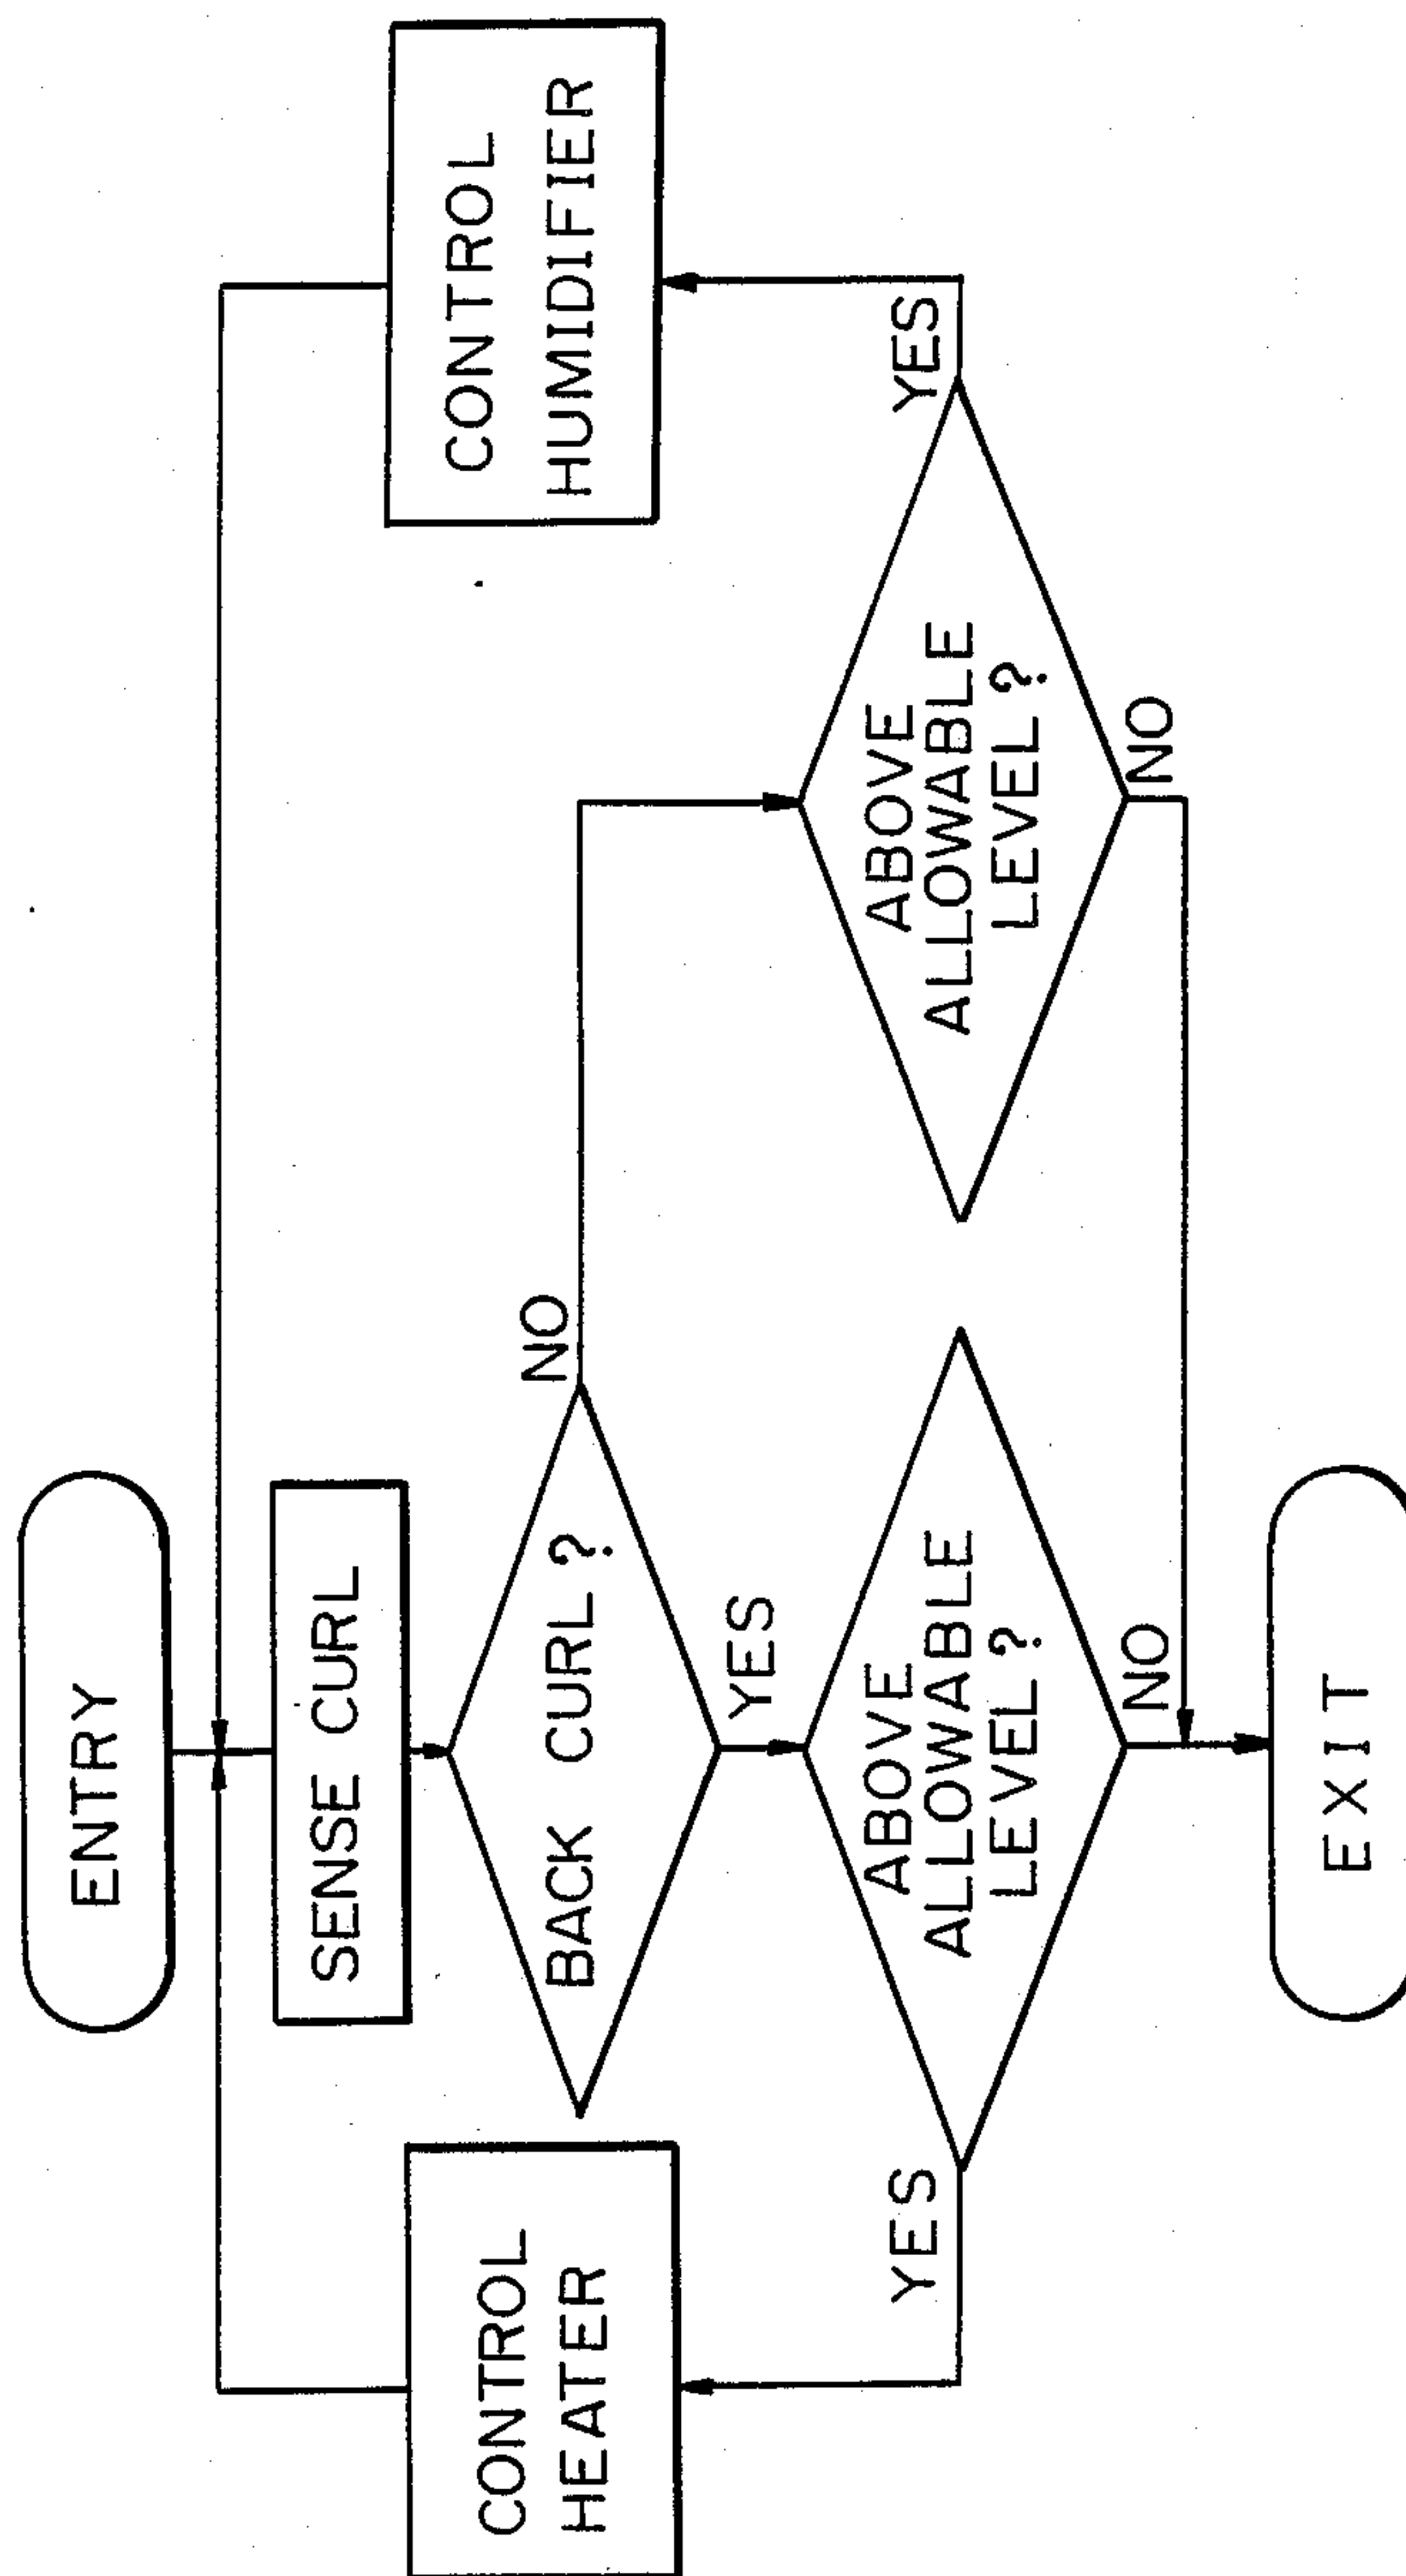 ENTRY
SENSE CURL
BACK CURL ?
NO
YES
CONTROL
HEATER
CONTROL
HUMIDIFIER
YES
ABOVE
ALLOWABLE
LEVEL ?
NO
ABOVE
ALLOWABLE
LEVEL ?
YES
NO
EXIT